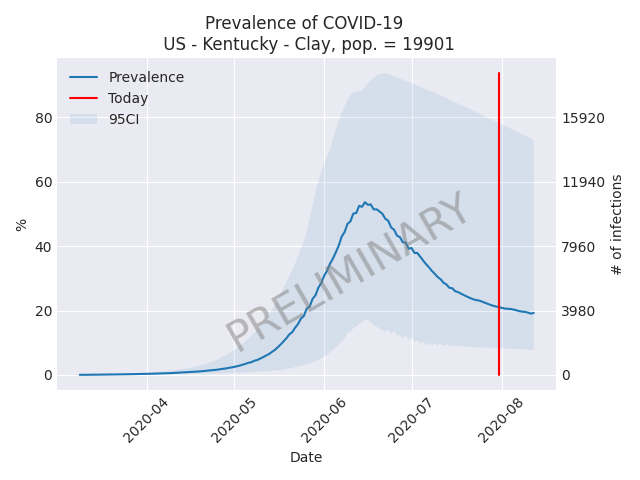 Prevalence of COVID-19
US - Kentucky - Clay, pop. = 19901
Prevalence
Today
95CI
80
60
40
20
0
%
15920
11940
7960
3980
0
# of infections
PRELIMINARY
2020-04
2020-05
2020-06
2020-07
2020-08
Date